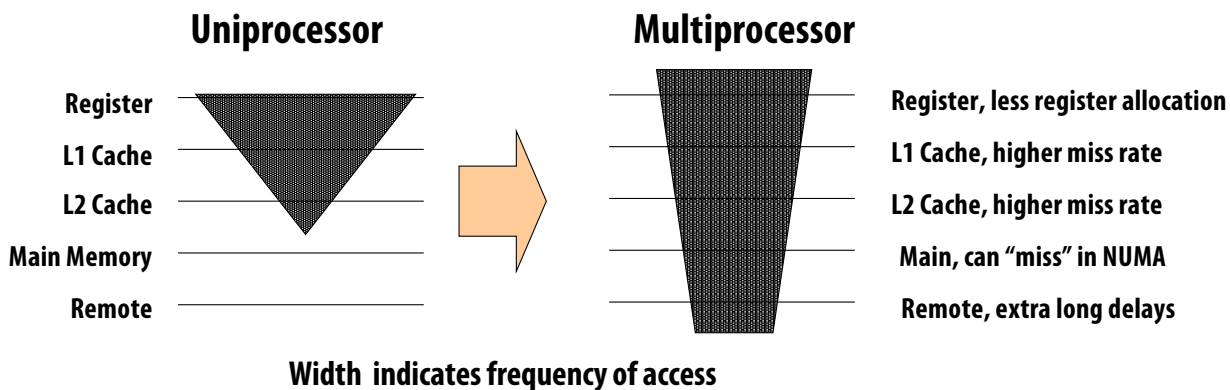 Uniprocessor
Multiprocessor
Register
L1 Cache
L2 Cache
Main Memory
Remote
Register, less register allocation
L1 Cache, higher miss rate
L2 Cache, higher miss rate
Main, can “miss” in NUMA
Remote, extra long delays
Width indicates frequency of access